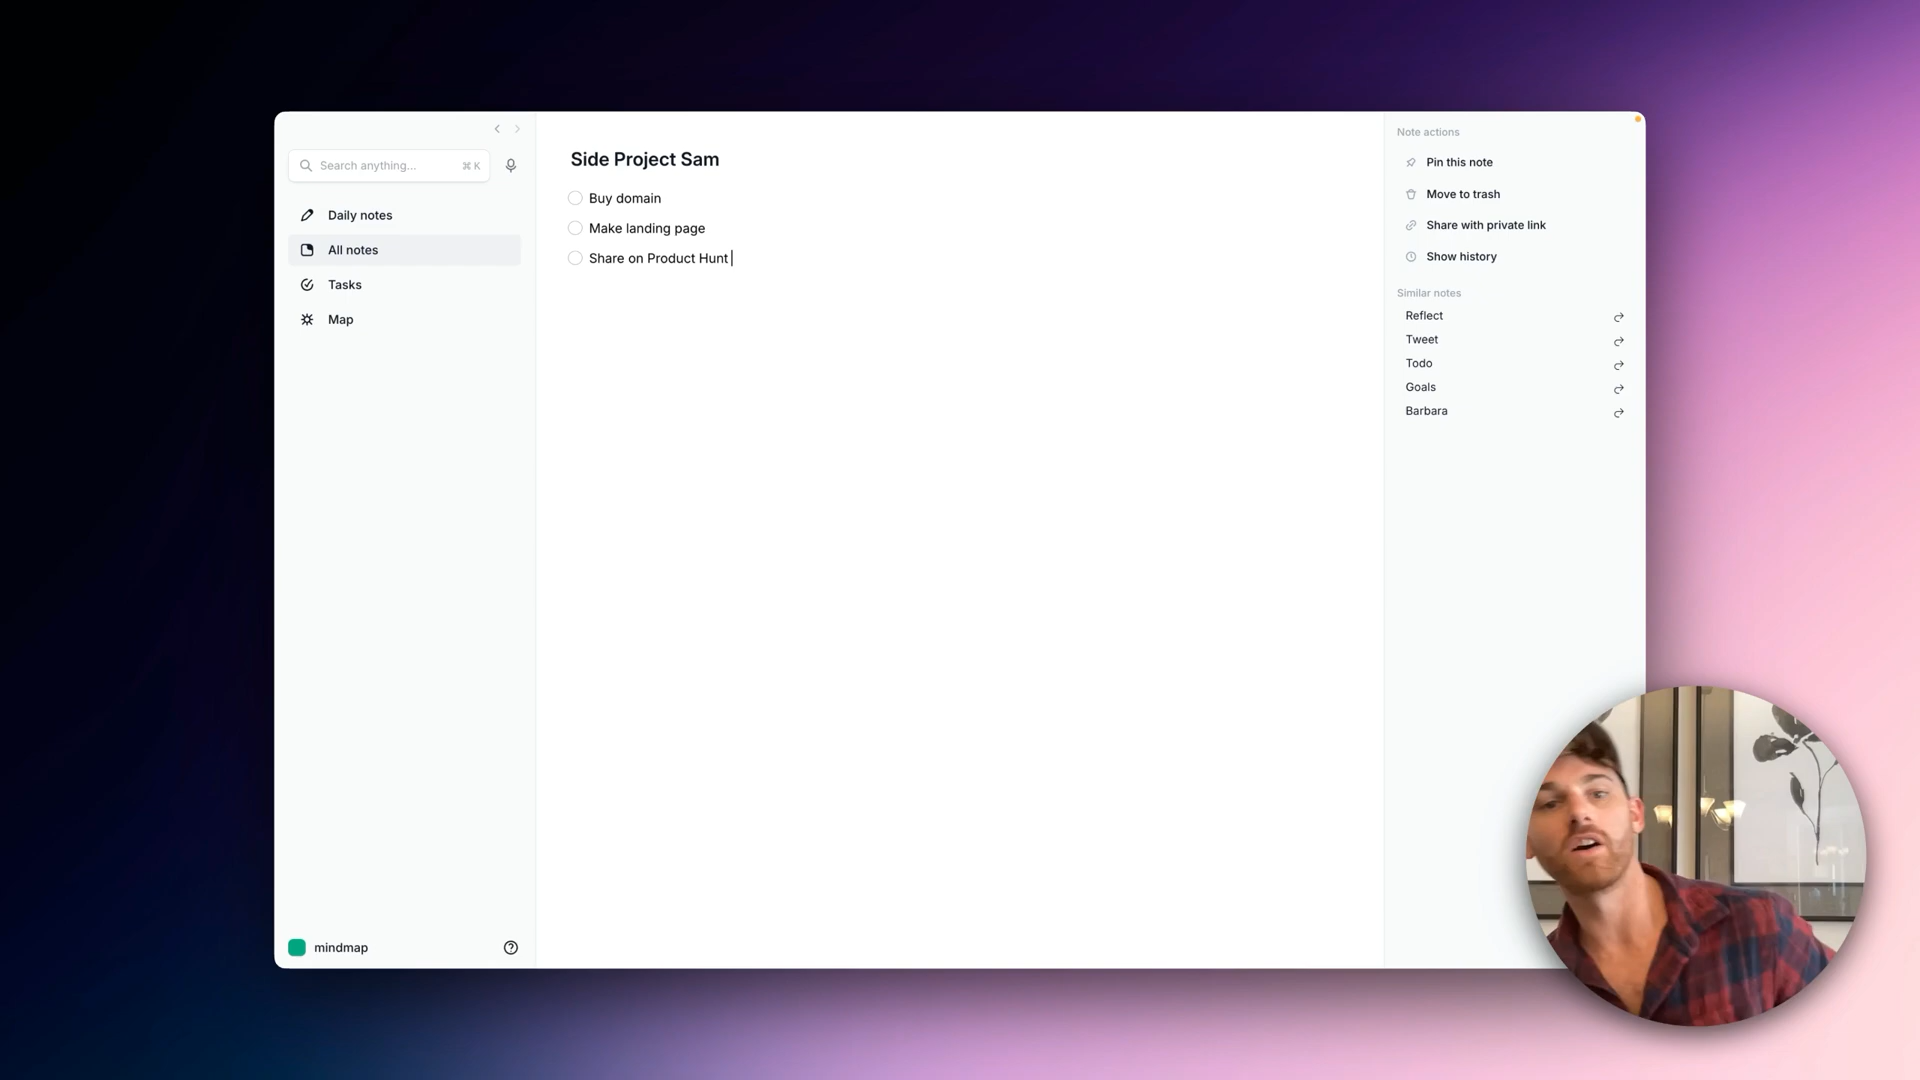 Search anything...
⌘ K
Daily notes
All notes
Tasks
Map
mindmap
Side Project Sam
Buy domain
Make landing page
Share on Product Hunt
Note actions
Pin this note
Move to trash
Share with private link
Show history
Similar notes
Reflect
Tweet
Todo
Goals
Barbara